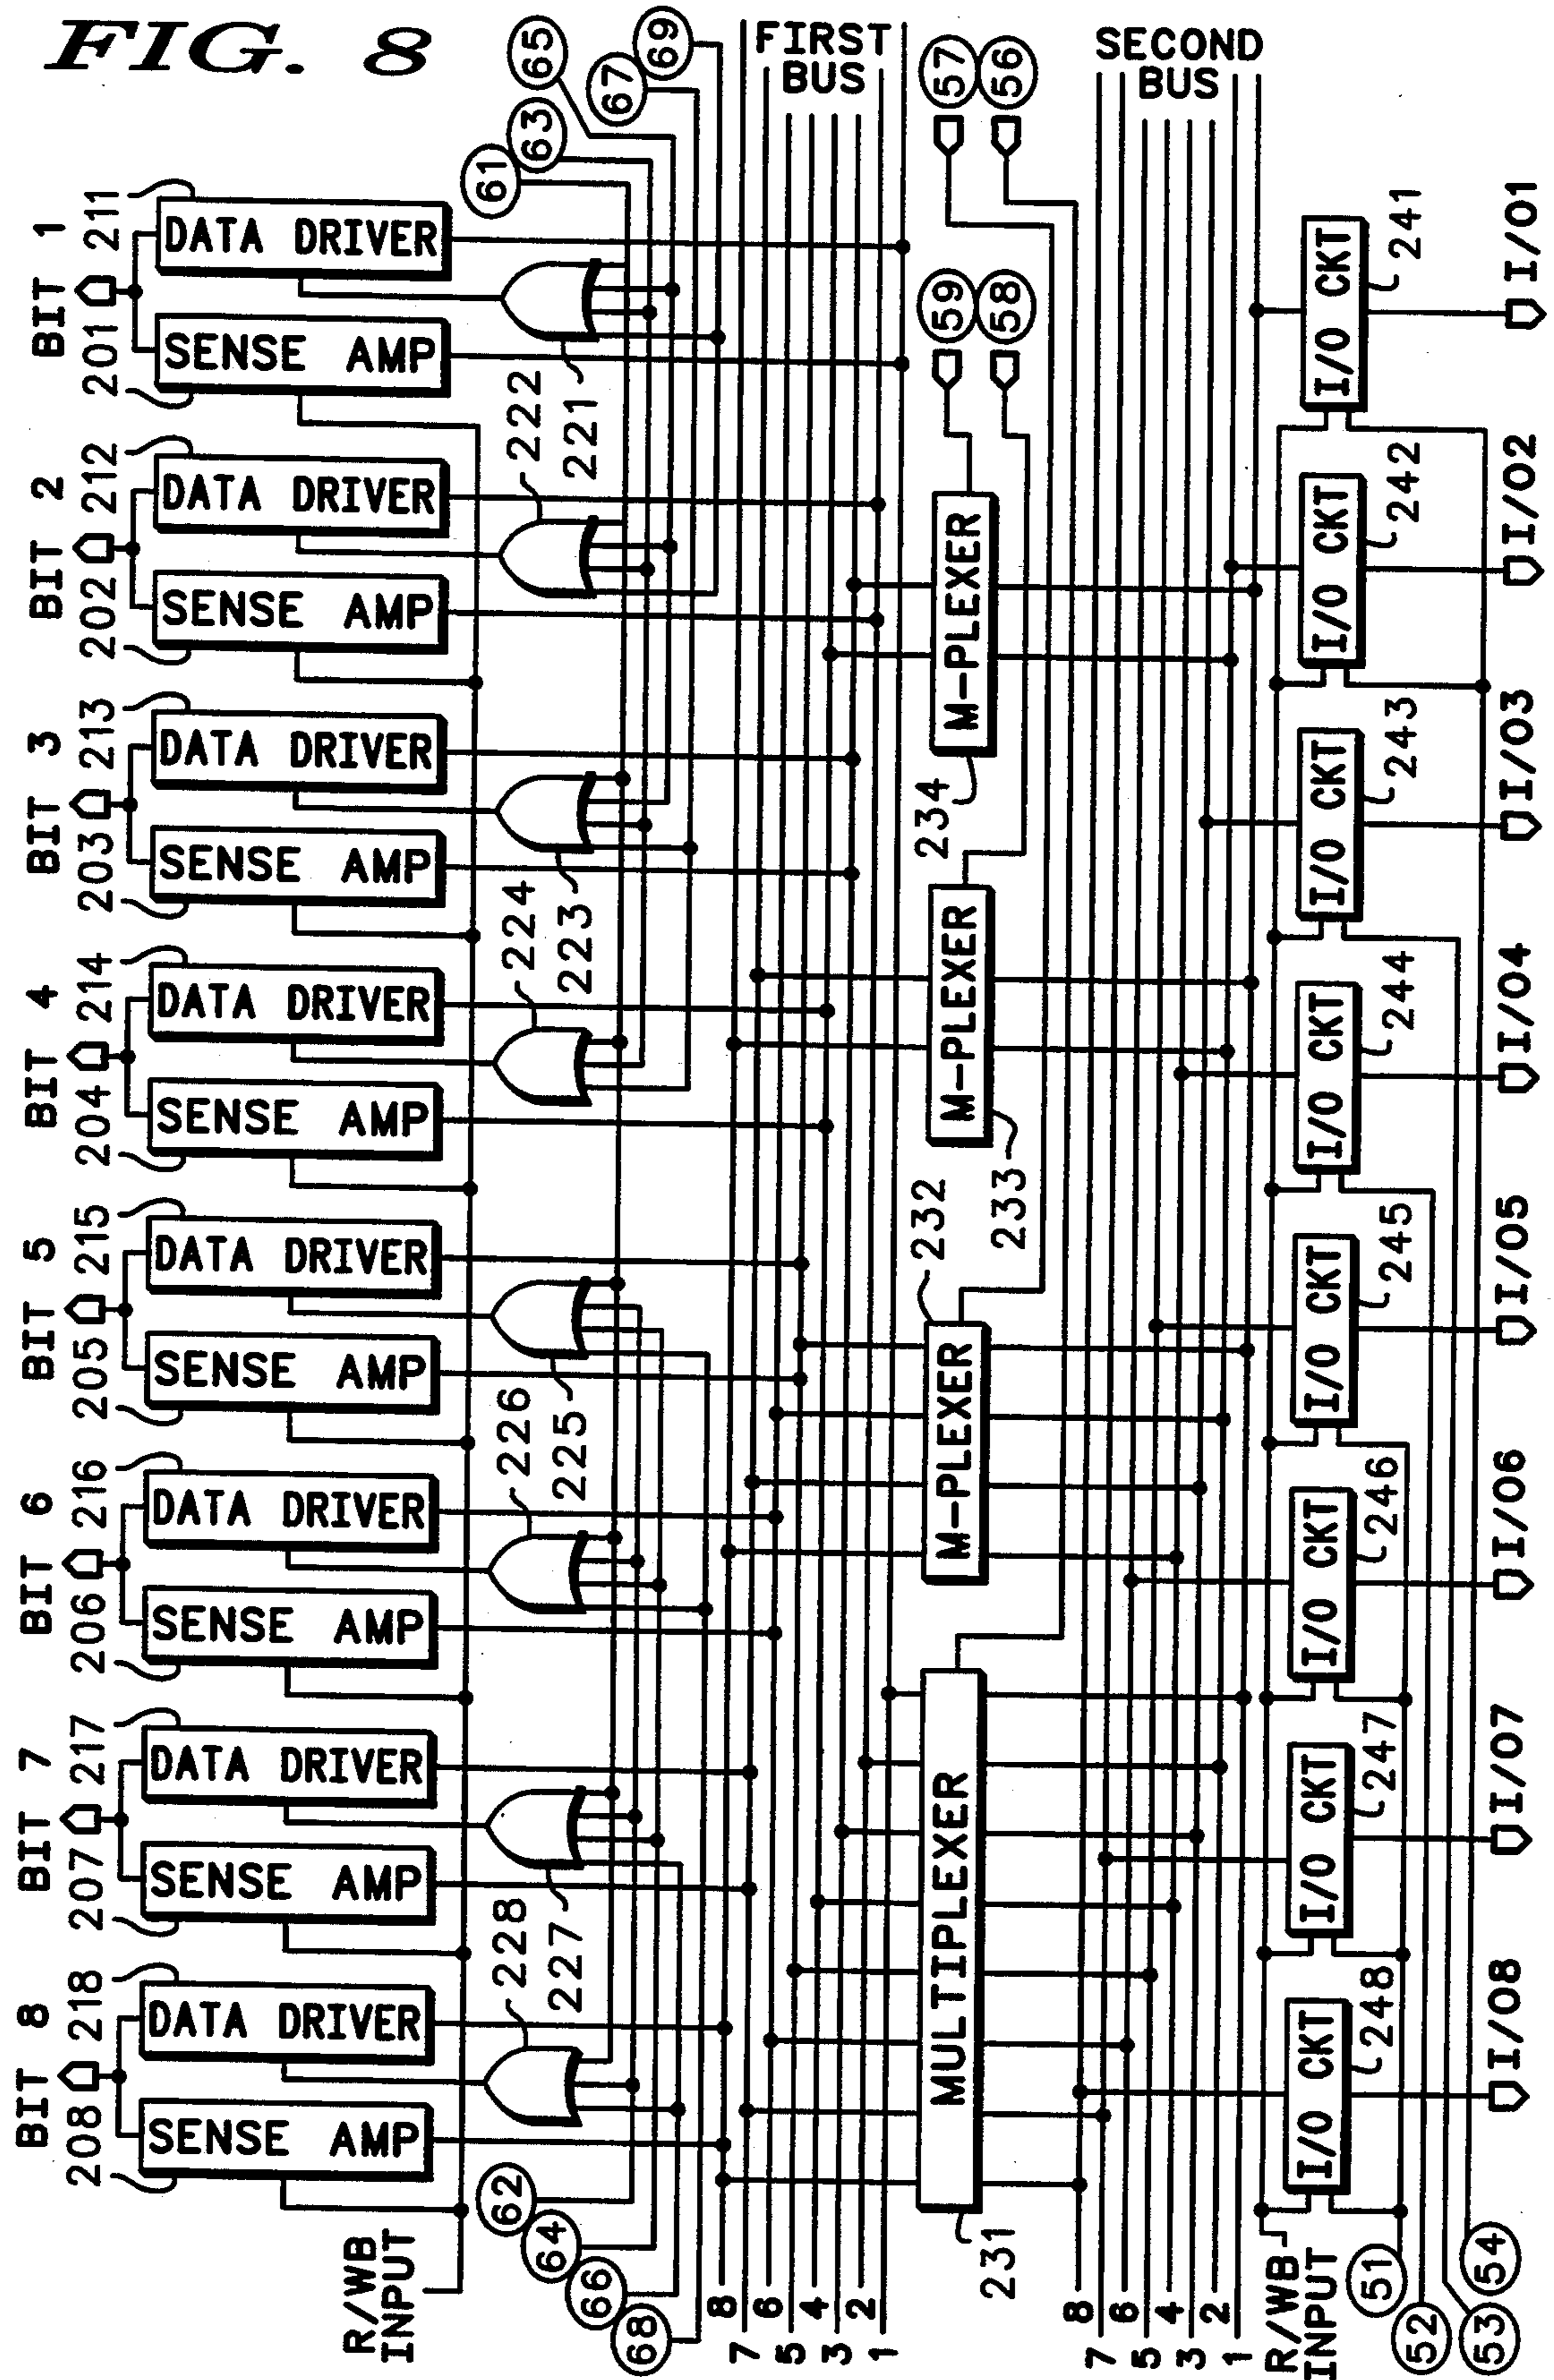 FIG. 8
BIT 8
BIT 7
BIT 6
BIT 5
BIT 4
BIT 3
BIT 2
BIT 1
208
218
207
217
206
216
205
215
204
214
203
213
202
212
201
211
SENSE AMP
DATA DRIVER
SENSE AMP
DATA DRIVER
SENSE AMP
DATA DRIVER
SENSE AMP
DATA DRIVER
SENSE AMP
DATA DRIVER
SENSE AMP
DATA DRIVER
SENSE AMP
DATA DRIVER
SENSE AMP
DATA DRIVER
R/WB
INPUT
228
227
226
225
224
223
222
221
62
64
66
68
61
63
65
67
69
8
7
6
5
4
3
2
1
FIRST
BUS
231
MULTIPLEXER
232
M-PLEXER
233
M-PLEXER
234
M-PLEXER
59
58
57
56
8
7
6
5
4
3
2
1
SECOND
BUS
R/WB
INPUT
51
52
53
54
I/O CKT
248
I/O CKT
247
I/O CKT
246
I/O CKT
245
I/O CKT
244
I/O CKT
243
I/O CKT
242
I/O CKT
241
I/O8
I/O7
I/O6
I/O5
I/O4
I/O3
I/O2
I/O1